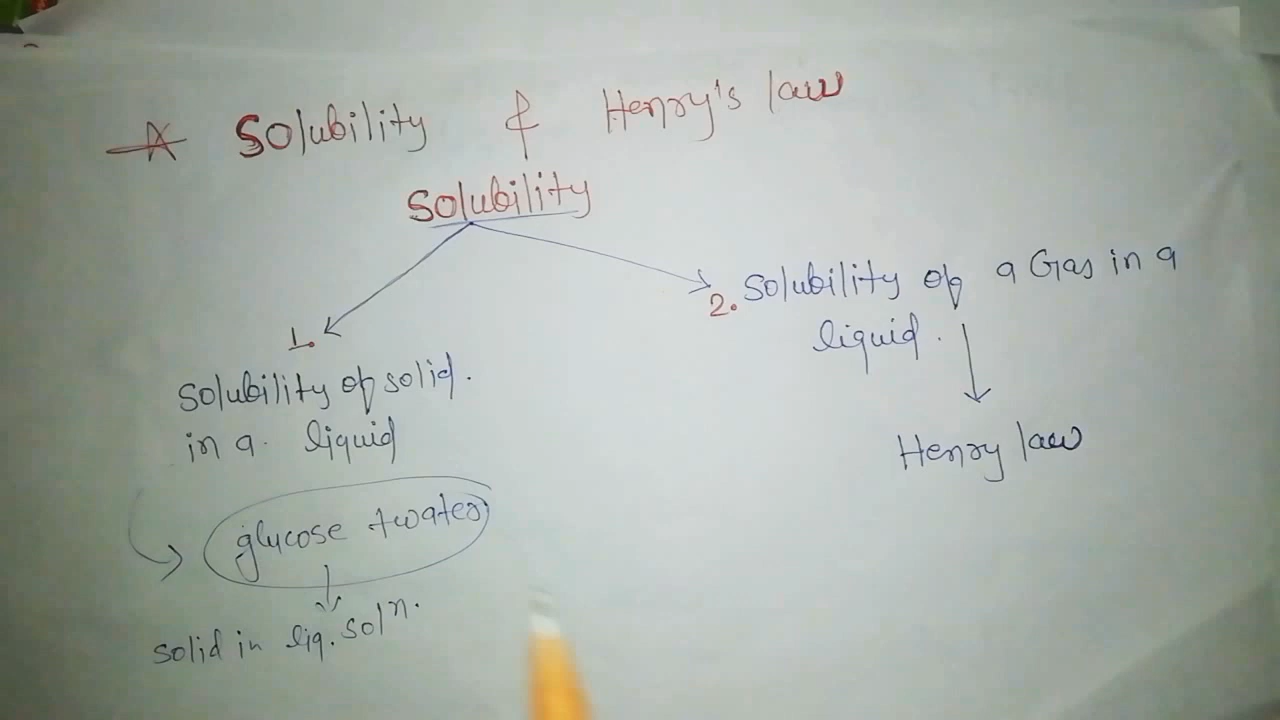 Solubility & Henry's law
Solubility
1.
Solubility of solid.
in a. liquid
glucose + water
solid in liq. solⁿ.
2. Solubility of a Gas in a
liquid.
Henry law